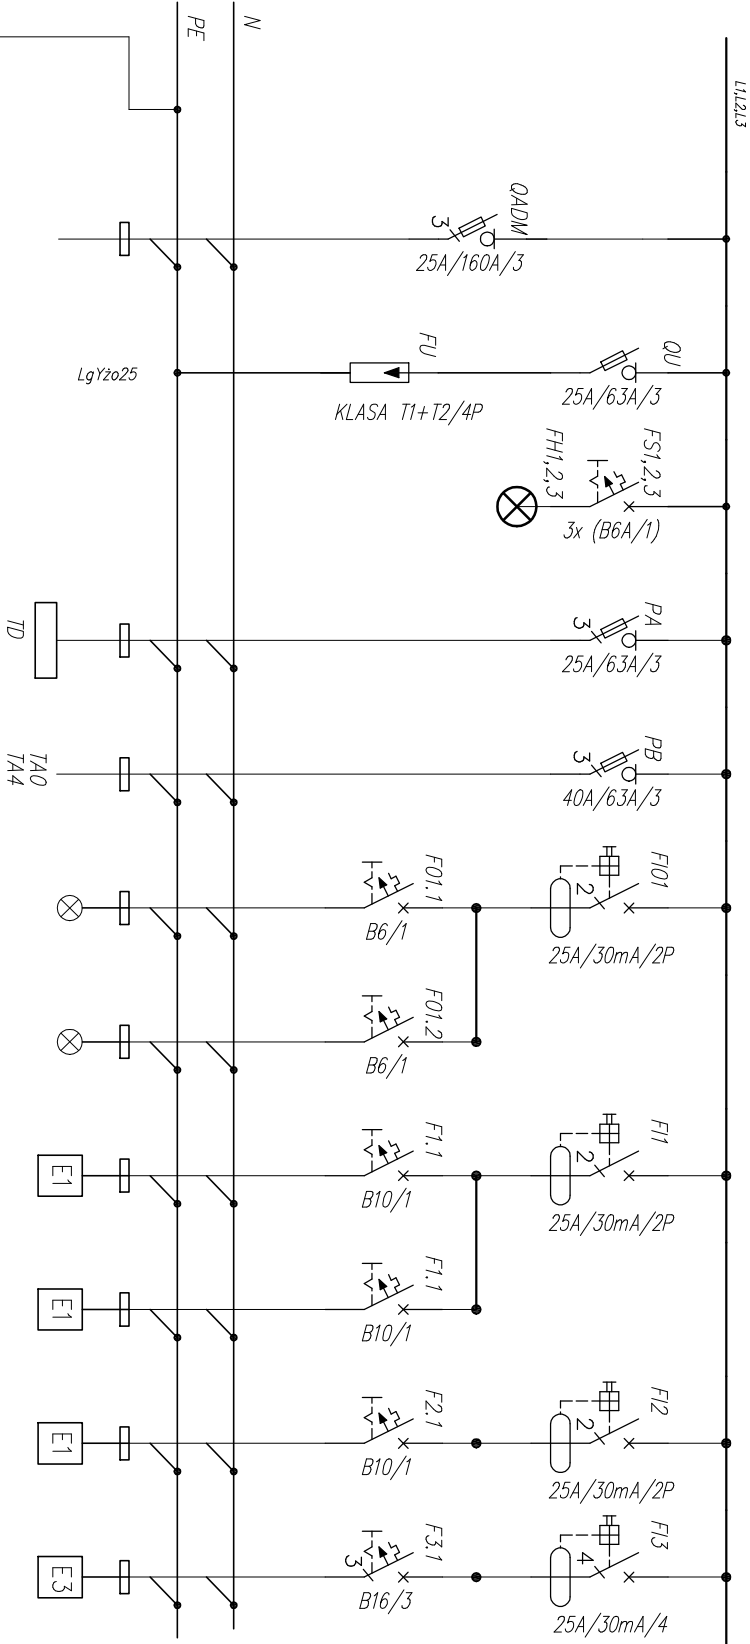 L1,L2,L3
N
PE
QADM
3
25A/160A/3
QU
25A/63A/3
FU
KLASA T1+T2/4P
LgYżo25
FS1,2,3
3x (B6A/1)
FH1,2,3
PA
3
25A/63A/3
TD
PB
3
40A/63A/3
TA0
TA4
FI01
2
25A/30mA/2P
F01.1
B6/1
F01.2
B6/1
FI1
2
25A/30mA/2P
F1.1
B10/1
E1
F1.1
B10/1
E1
FI2
2
25A/30mA/2P
F2.1
B10/1
E1
FI3
4
25A/30mA/4
F3.1
3
B16/3
E3